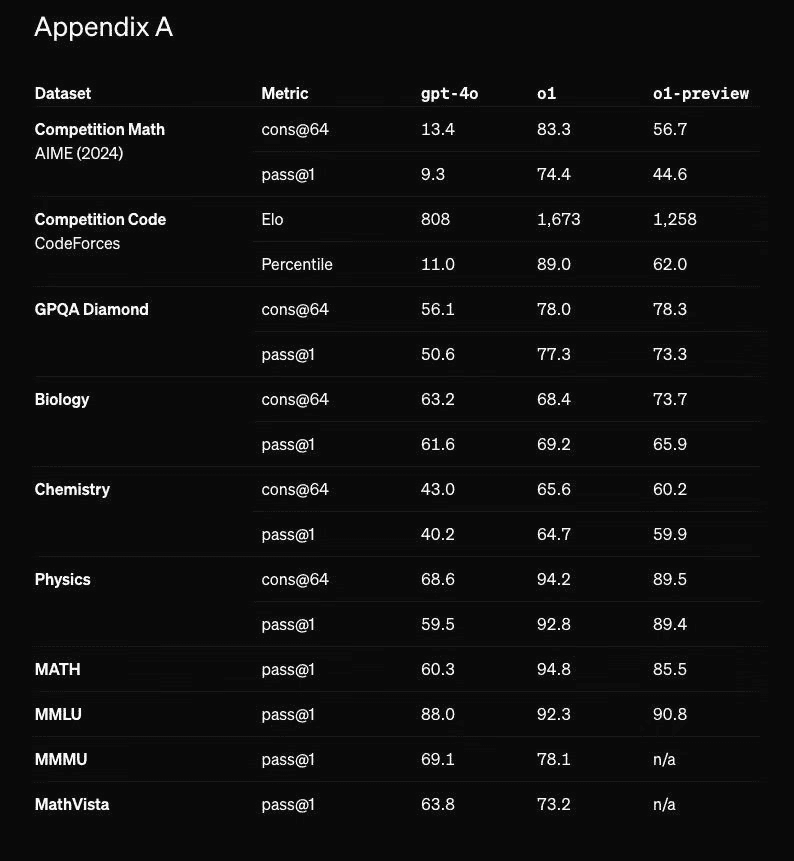 Appendix A
Dataset Metric gpt-4o o1 o1-preview
Competition Math cons@64 13.4 83.3 56.7
AIME (2024)
pass@1 9.3 74.4 44.6
Competition Code Elo 808 1,673 1,258
CodeForces
Percentile 11.0 89.0 62.0
GPQA Diamond cons@64 56.1 78.0 78.3
pass@1 50.6 77.3 73.3
Biology cons@64 63.2 68.4 73.7
pass@1 61.6 69.2 65.9
Chemistry cons@64 43.0 65.6 60.2
pass@1 40.2 64.7 59.9
Physics cons@64 68.6 94.2 89.5
pass@1 59.5 92.8 89.4
MATH pass@1 60.3 94.8 85.5
MMLU pass@1 88.0 92.3 90.8
MMMU pass@1 69.1 78.1 n/a
MathVista pass@1 63.8 73.2 n/a